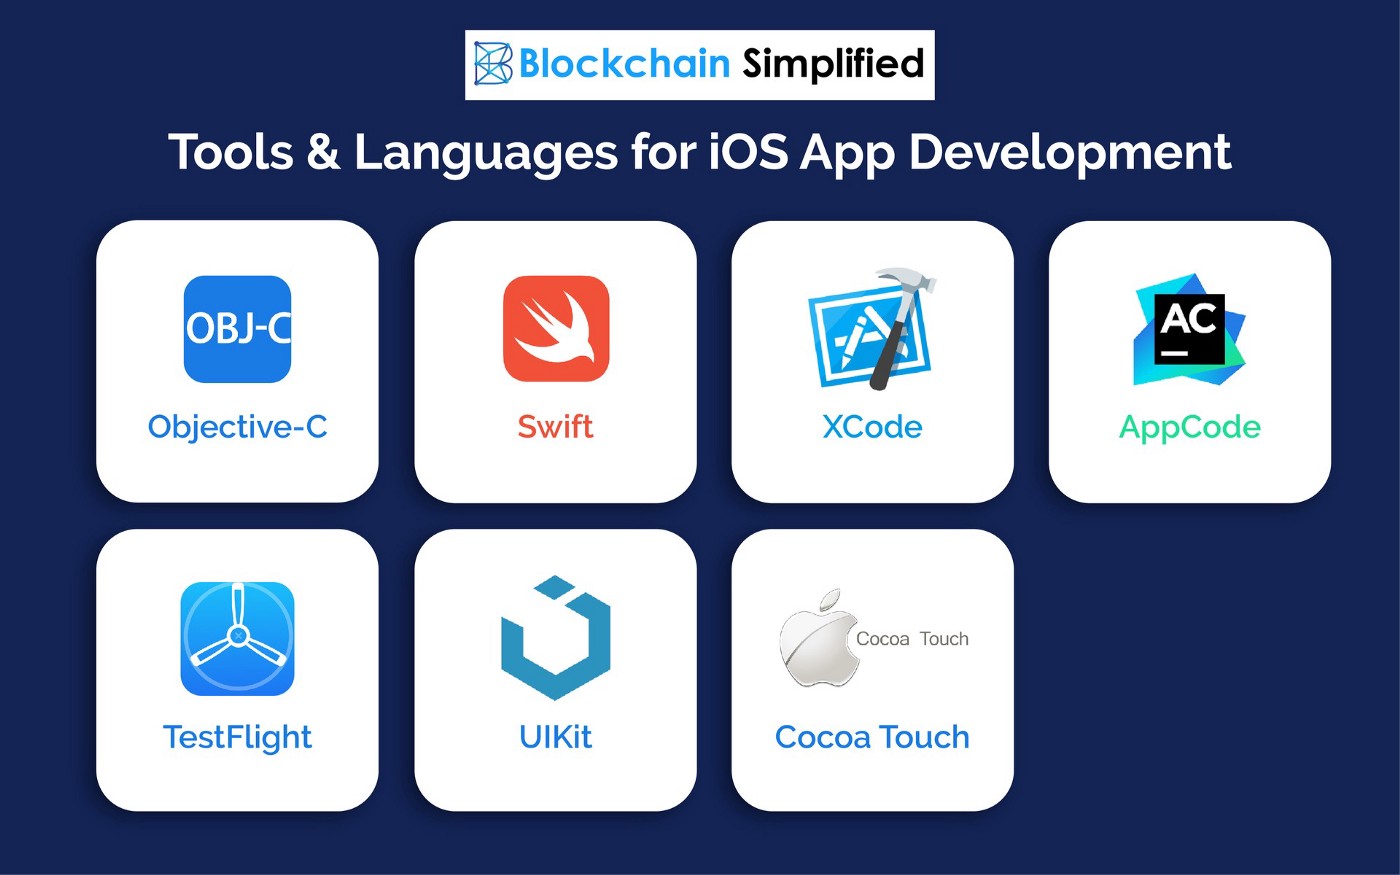 Blockchain Simplified
Tools & Languages for iOS App Development
OBJ-C
Objective-C
Swift
XCode
AC
AppCode
TestFlight
UIKit
Cocoa Touch
Cocoa Touch